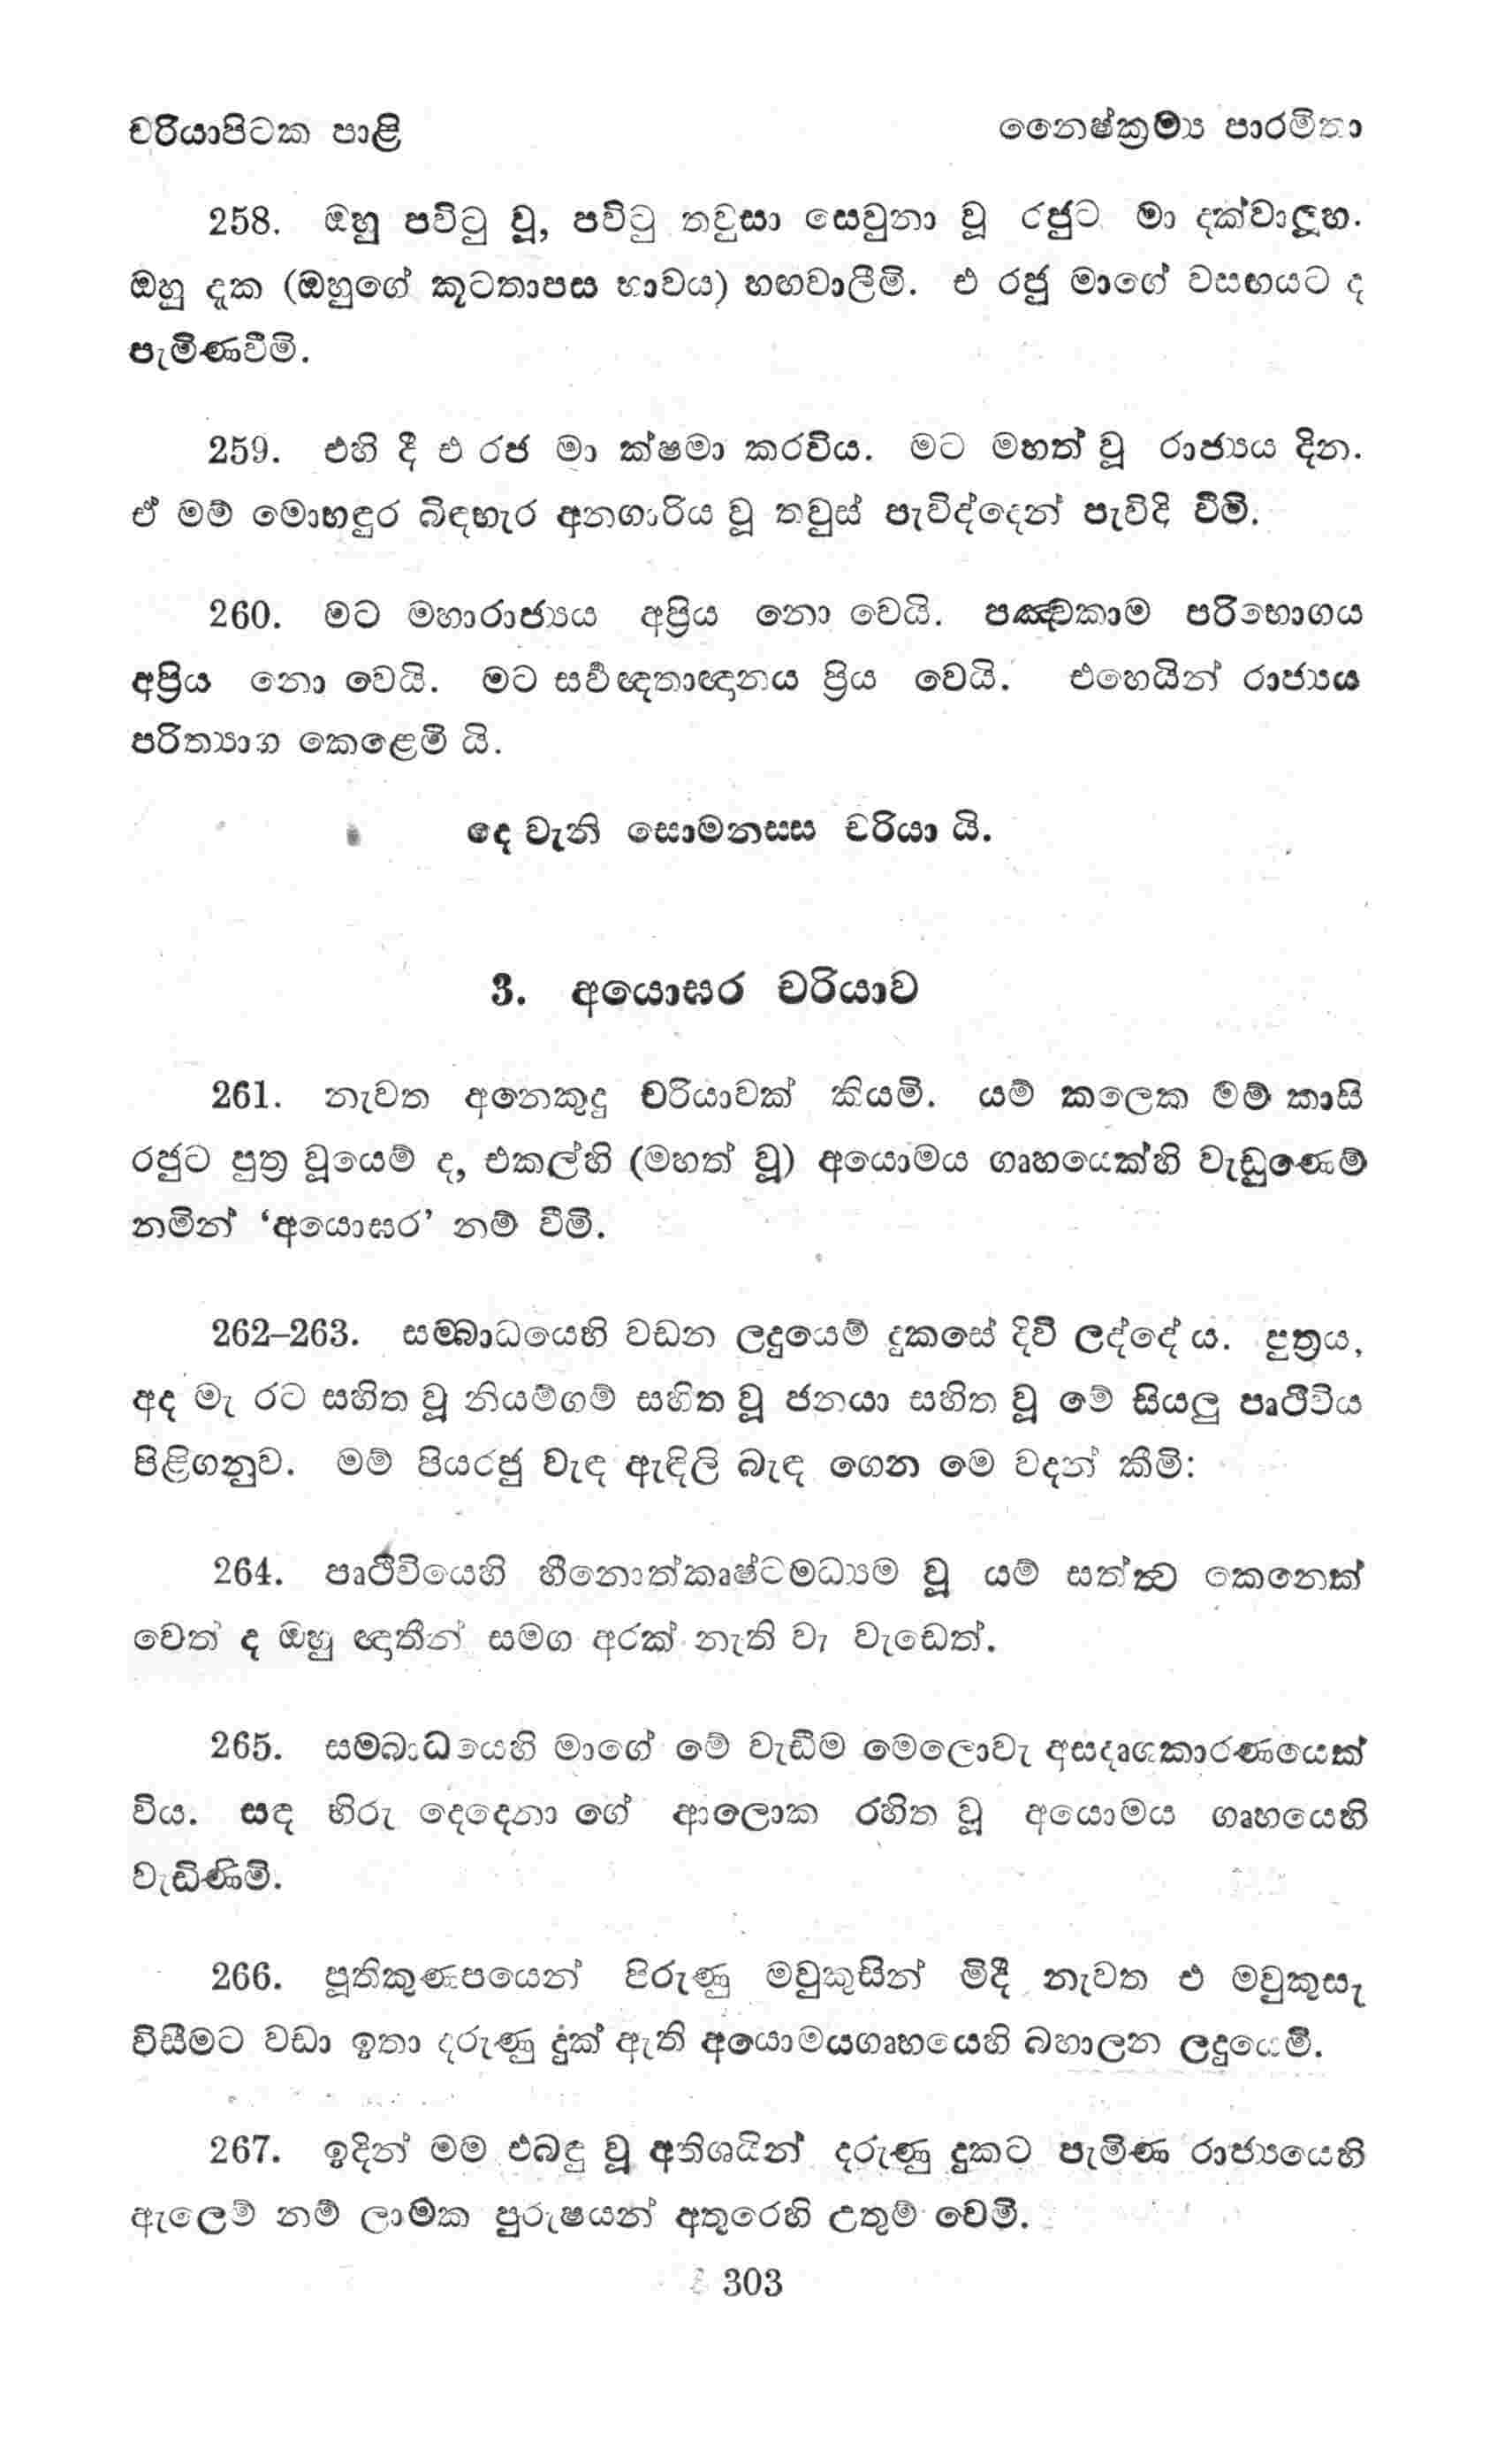 චරියාපිටක පාළි නෛෂ්ක්‍රම්‍ය පාරමිතා
258. ඔහු පවිටු වූ, පවිටු තවුසා සෙවුනා වූ රජුට මා දක්වාලූහ.
ඔහු දැක (ඔහුගේ කූටතාපස භාවය) හඟවාලීමි. එ රජු මාගේ වසඟයට ද
පැමිණවීමි.
259. එහි දී එ රජ මා ක්ෂමා කරවීය. මට මහත් වූ රාජ්‍යය දින.
ඒ මම් මොහඳුර බිඳහැර අනගාරිය වූ තවුස් පැවිද්දෙන් පැවිදි වීමි.
260. මට මහාරාජ්‍යය අප්‍රිය නො වෙයි. පඤ්චකාම පරිභොගය
අප්‍රිය නො වෙයි. මට සර්‍වඥතාඥානය ප්‍රිය වෙයි. එහෙයින් රාජ්‍යය
පරිත්‍යාග කෙළෙමි යි.
දෙ වැනි සොමනස්ස චරියා යි.
3. අයොඝර චරියාව
261. නැවත අනෙකුදු චරියාවක් කියමි. යම් කලෙක මම් කාසි
රජුට පුත්‍ර වූයෙම් ද, එකල්හි (මහත් වූ) අයොමය ගෘහයෙක්හි වැඩුණෙම්
නමින් ‘අයොඝර’ නම් වීමි.
262–263. සම්බාධයෙහි වඩන ලදුයෙම් දුකසේ දිවි ලද්දේ ය. පුත්‍රය,
අද මැ රට සහිත වූ නියම්ගම් සහිත වූ ජනයා සහිත වූ මේ සියලු පෘථිවිය
පිළිගනුව. මම් පියරජු වැඳ ඇඳිලි බැඳ ගෙන මෙ වදන් කීමි:
264. පෘථිවියෙහි හීනොත්කෘෂ්ටමධ්‍යම වූ යම් සත්ත්‍ව කෙනෙක්
වෙත් ද ඔහු ඥාතීන් සමග අරක් නැති වැ වැඩෙත්.
265. සම්බාධයෙහි මාගේ මේ වැඩීම මෙලොවැ අසදෘශකාරණයෙක්
විය. සඳ හිරු දෙදෙනා ගේ ආලොක රහිත වූ අයොමය ගෘහයෙහි
වැඩිණිමි.
266. පූතිකුණපයෙන් පිරුණු මවුකුසින් මිදී නැවත එ මවුකුසැ
විසීමට වඩා ඉතා දරුණු දුක් ඇති අයොමයගෘහයෙහි බහාලන ලදුයෙමි.
267. ඉදින් මම එබඳු වූ අතිශයින් දරුණු දුකට පැමිණ රාජ්‍යයෙහි
ඇලෙම් නම් ලාමක පුරුෂයන් අතුරෙහි උතුම් වෙමි.
303